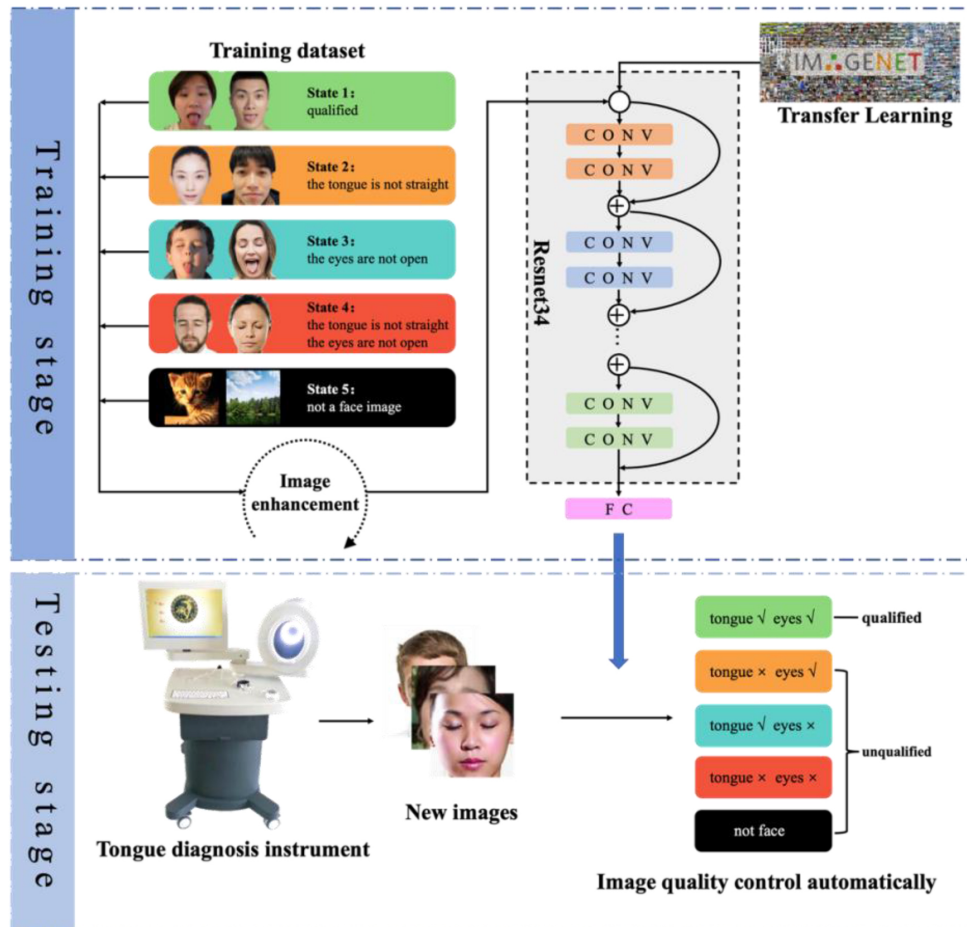 Training stage
Training dataset
State 1：
qualified
State 2：
the tongue is not straight
State 3：
the eyes are not open
State 4：
the tongue is not straight
the eyes are not open
State 5：
not a face image
Image
enhancement
IMAGENET
Transfer Learning
Resnet34
CONV
CONV
CONV
CONV
CONV
CONV
FC
Testing stage
Tongue diagnosis instrument
New images
tongue √ eyes √
qualified
tongue × eyes √
tongue √ eyes ×
tongue × eyes ×
not face
unqualified
Image quality control automatically